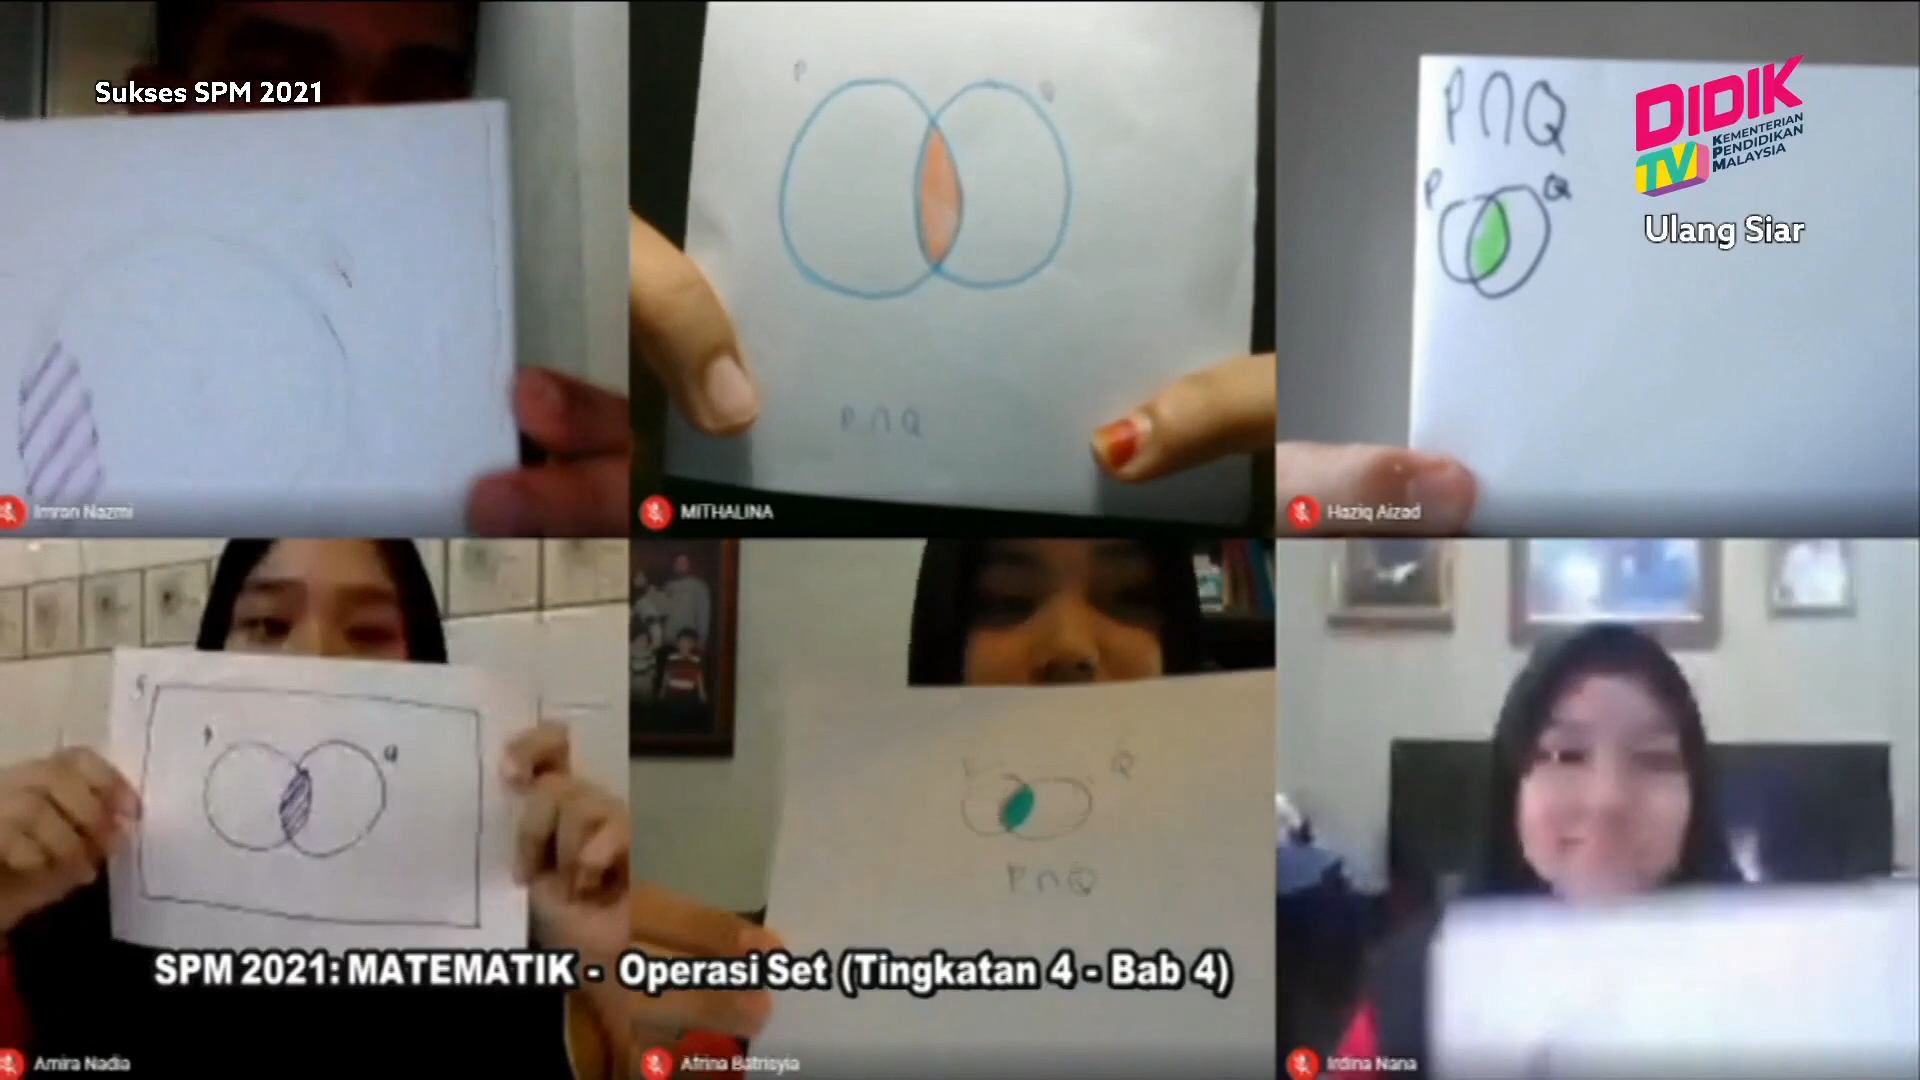 Sukses SPM 2021
P
Q
P∩Q
Imran Nazmi
MITHALINA
P∩Q
P
Q
DIDIK
TV
KEMENTERIAN
PENDIDIKAN
MALAYSIA
Ulang Siar
Haziq Aizad
P
Q
Amira Nadia
Q
P∩Q
Afrina Batrisyia
Irdina Nana
SPM 2021: MATEMATIK - Operasi Set (Tingkatan 4 - Bab 4)